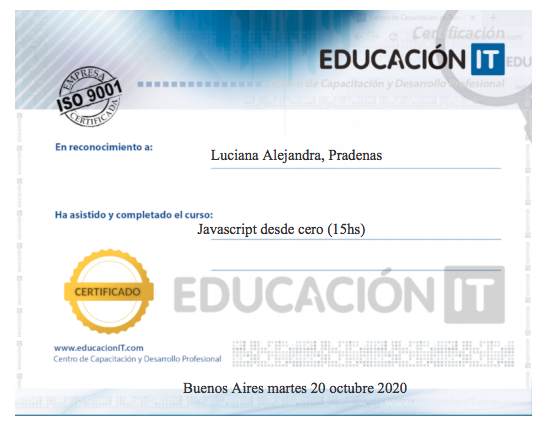 Certificación
EDUCACIÓN IT
Centro de Capacitación y Desarrollo Profesional
EMPRESA
ISO 9001
CERTIFICADA
En reconocimiento a:
Luciana Alejandra, Pradenas
Ha asistido y completado el curso:
Javascript desde cero (15hs)
CERTIFICADO
EDUCACIÓN IT
www.educacionIT.com
Centro de Capacitación y Desarrollo Profesional
Buenos Aires martes 20 octubre 2020